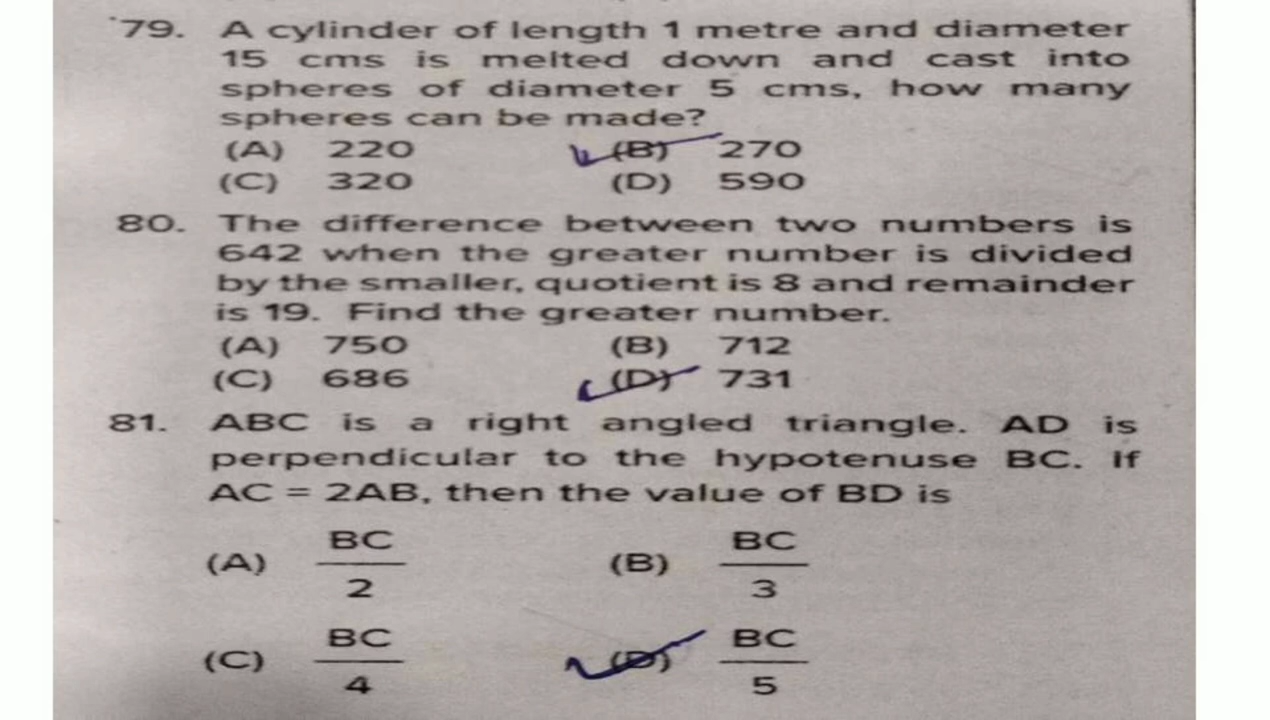 79. A cylinder of length 1 metre and diameter
15 cms is melted down and cast into
spheres of diameter 5 cms, how many
spheres can be made?
(A) 220 (B) 270
(C) 320 (D) 590
80. The difference between two numbers is
642 when the greater number is divided
by the smaller, quotient is 8 and remainder
is 19. Find the greater number.
(A) 750 (B) 712
(C) 686 (D) 731
81. ABC is a right angled triangle. AD is
perpendicular to the hypotenuse BC. If
AC = 2AB, then the value of BD is
(A) BC/2 (B) BC/3
(C) BC/4 (D) BC/5